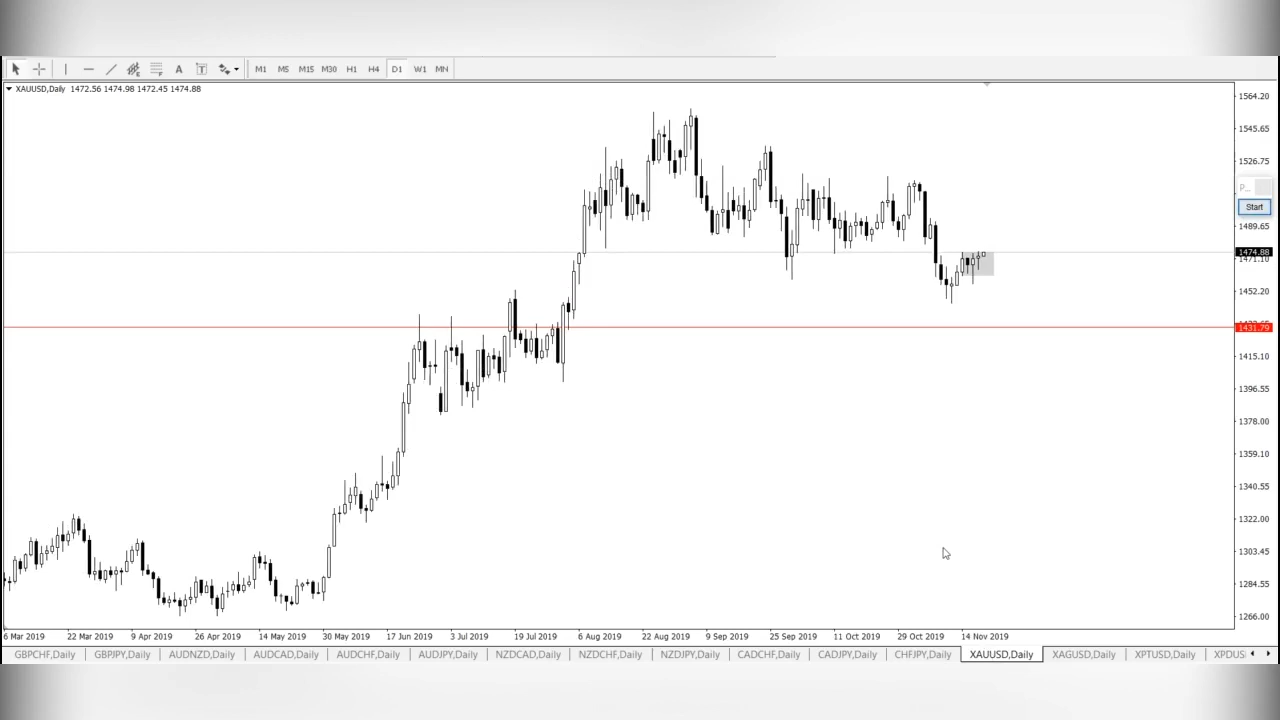 A T M1 M5 M15 M30 H1 H4 D1 W1 MN
XAUUSD,Daily 1472.56 1474.98 1472.45 1474.88
1564.20
1545.65
1526.75
P...
Start
1489.65
1474.88
1471.10
1452.20
1431.79
1415.10
1396.55
1378.00
1359.10
1340.55
1322.00
1303.45
1284.55
1266.00
6 Mar 2019 22 Mar 2019 9 Apr 2019 26 Apr 2019 14 May 2019 30 May 2019 17 Jun 2019 3 Jul 2019 19 Jul 2019 6 Aug 2019 22 Aug 2019 9 Sep 2019 25 Sep 2019 11 Oct 2019 29 Oct 2019 14 Nov 2019
GBPCHF,Daily GBPJPY,Daily AUDNZD,Daily AUDCAD,Daily AUDCHF,Daily AUDJPY,Daily NZDCAD,Daily NZDCHF,Daily NZDJPY,Daily CADCHF,Daily CADJPY,Daily CHFJPY,Daily XAUUSD,Daily XAGUSD,Daily XPTUSD,Daily XPDUS